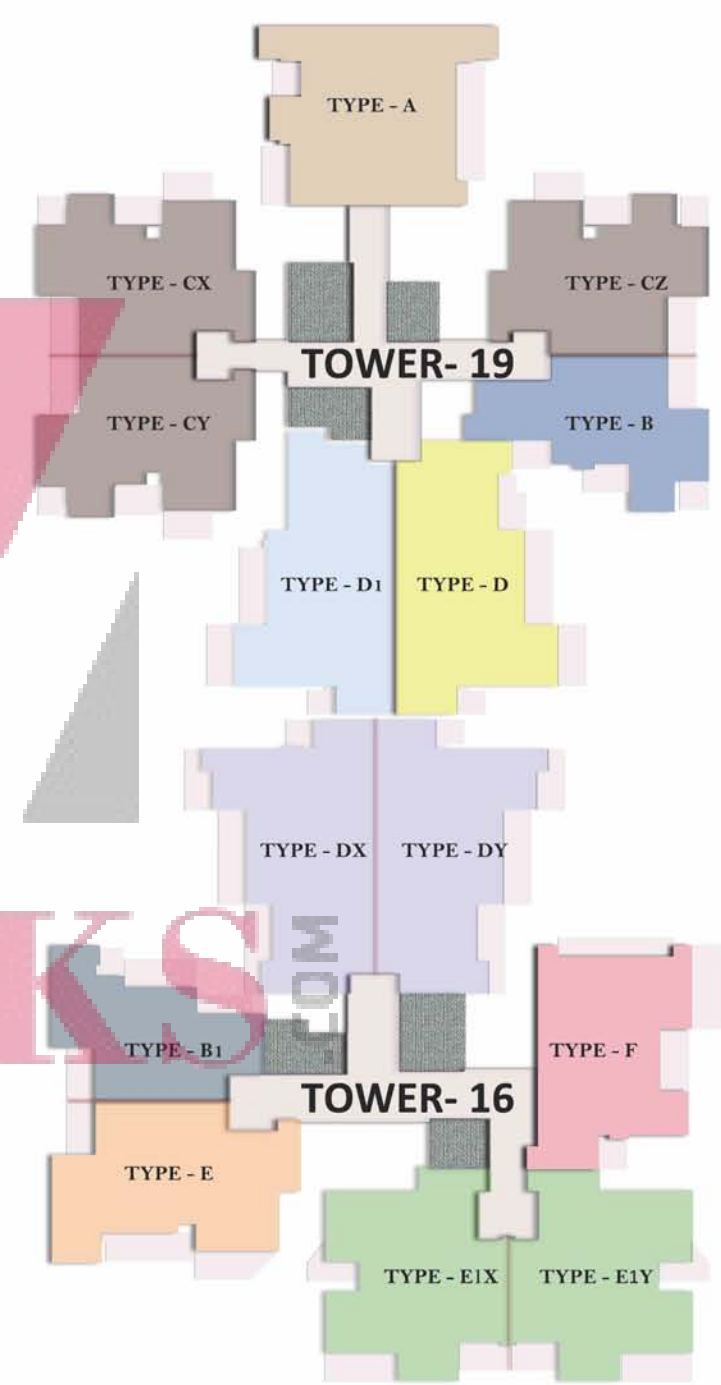 TYPE - A
TYPE - CX
TYPE - CZ
TOWER- 19
TYPE - CY
TYPE - B
TYPE - D1
TYPE - D
TYPE - DX
TYPE - DY
KS
.COM
TYPE - B1
TYPE - F
TOWER- 16
TYPE - E
TYPE - E1X
TYPE - E1Y